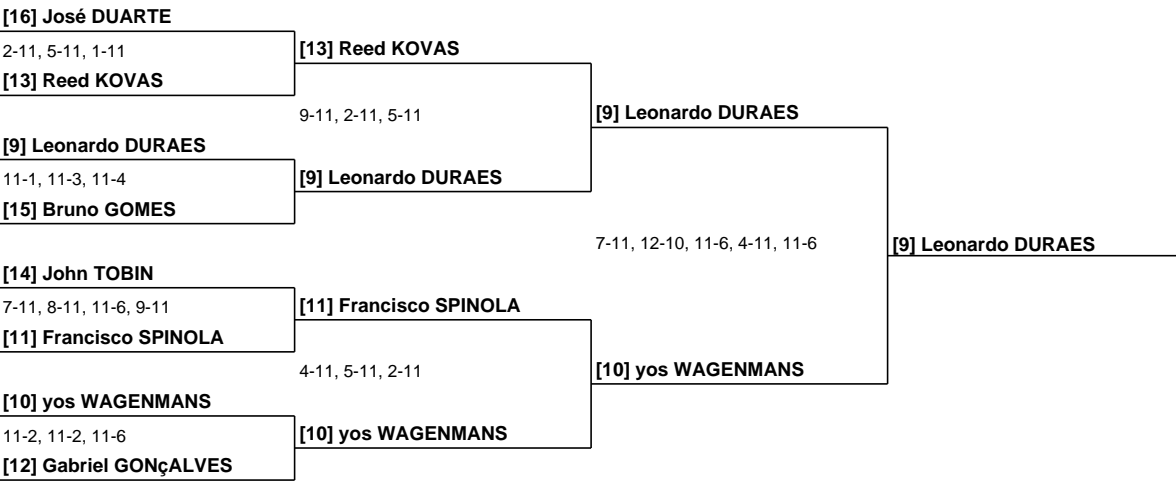 [16] José DUARTE
2-11, 5-11, 1-11
[13] Reed KOVAS
[13] Reed KOVAS
9-11, 2-11, 5-11
[9] Leonardo DURAES
[9] Leonardo DURAES
11-1, 11-3, 11-4
[9] Leonardo DURAES
[15] Bruno GOMES
7-11, 12-10, 11-6, 4-11, 11-6
[9] Leonardo DURAES
[14] John TOBIN
7-11, 8-11, 11-6, 9-11
[11] Francisco SPINOLA
[11] Francisco SPINOLA
4-11, 5-11, 2-11
[10] yos WAGENMANS
[10] yos WAGENMANS
11-2, 11-2, 11-6
[10] yos WAGENMANS
[12] Gabriel GONçALVES